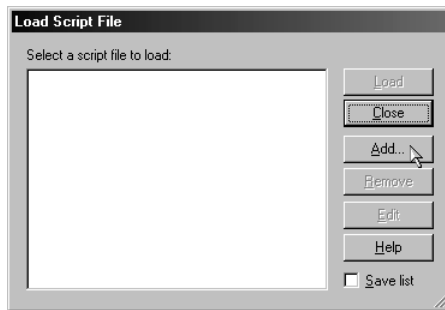 Load Script File
Select a script file to load:
Load
Close
Add...
Remove
Edit
Help
Save list